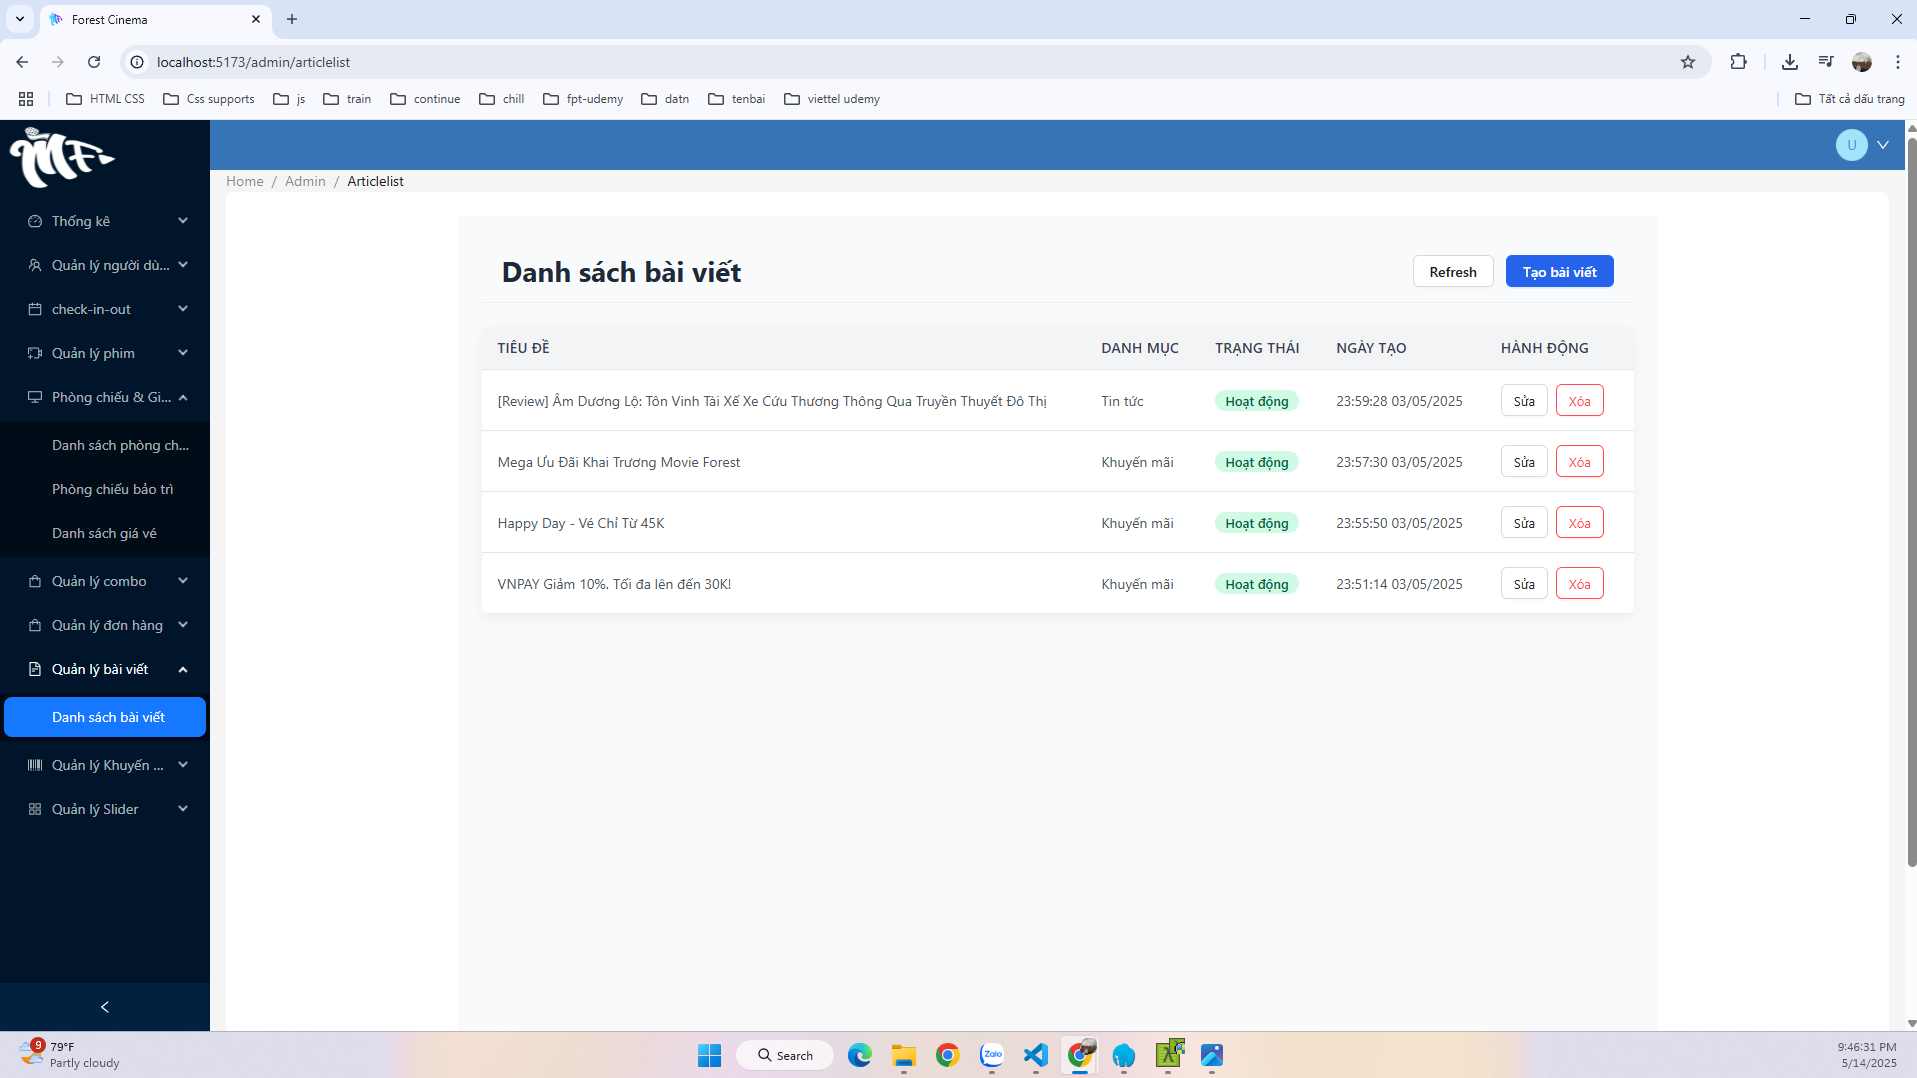 Forest Cinema
localhost:5173/admin/articlelist
HTML CSS
Css supports
js
train
continue
chill
fpt-udemy
datn
tenbai
viettel udemy
Tất cả dấu trang
MF
U
Home / Admin / Articlelist
Thống kê
Quản lý người dù...
check-in-out
Quản lý phim
Phòng chiếu & Gi...
Danh sách phòng ch...
Phòng chiếu bảo trì
Danh sách giá vé
Quản lý combo
Quản lý đơn hàng
Quản lý bài viết
Danh sách bài viết
Quản lý Khuyến ...
Quản lý Slider
Danh sách bài viết
Refresh
Tạo bài viết
TIÊU ĐỀ DANH MỤC TRẠNG THÁI NGÀY TẠO HÀNH ĐỘNG
[Review] Âm Dương Lộ: Tôn Vinh Tài Xế Xe Cứu Thương Thông Qua Truyền Thuyết Đô Thị Tin tức Hoạt động 23:59:28 03/05/2025 Sửa Xóa
Mega Ưu Đãi Khai Trương Movie Forest Khuyến mãi Hoạt động 23:57:30 03/05/2025 Sửa Xóa
Happy Day - Vé Chỉ Từ 45K Khuyến mãi Hoạt động 23:55:50 03/05/2025 Sửa Xóa
VNPAY Giảm 10%. Tối đa lên đến 30K! Khuyến mãi Hoạt động 23:51:14 03/05/2025 Sửa Xóa
9
79°F
Partly cloudy
Search
Zalo
9:46:31 PM
5/14/2025